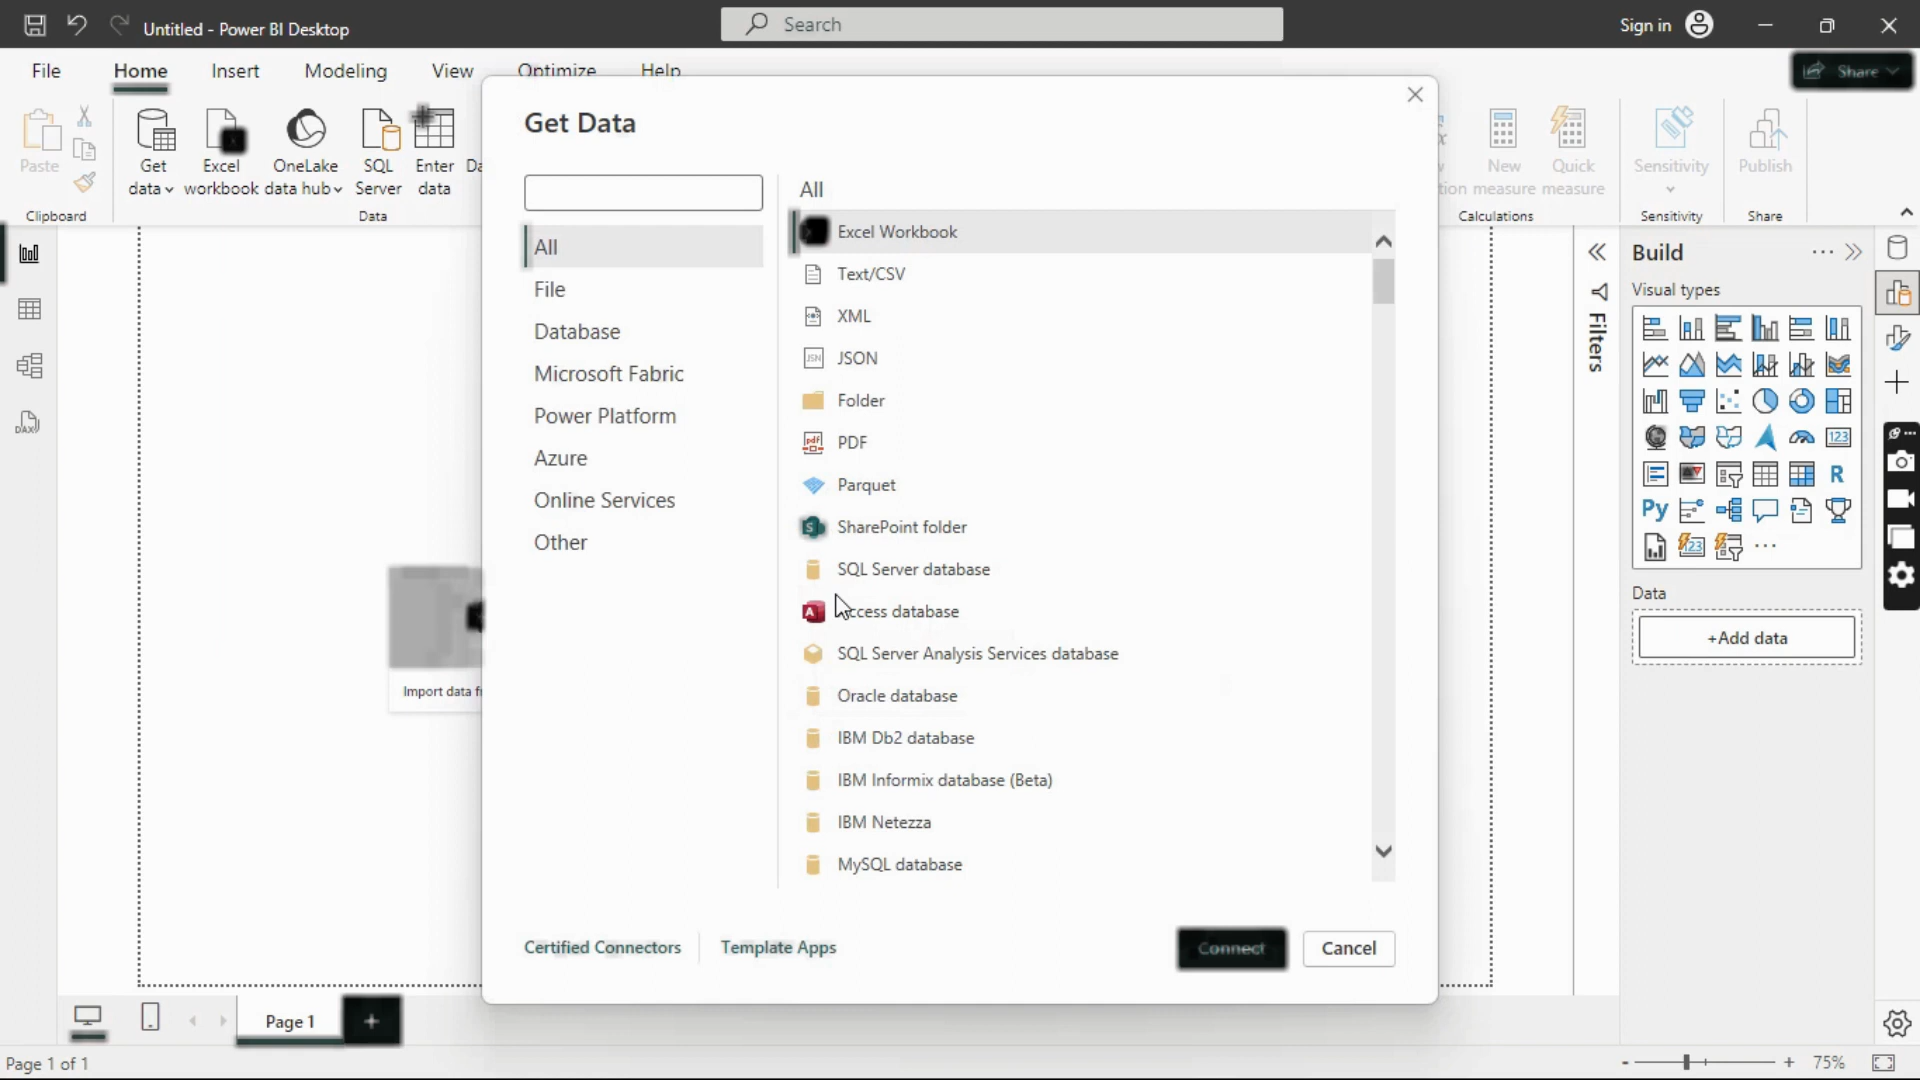 Untitled - Power BI Desktop
Search
Sign in
File
Home
Insert
Modeling
View
Optimize
Help
Share
Paste
Get data
Excel workbook
OneLake data hub
SQL Server
Enter data
Da
New measure
Quick measure
Sensitivity
Publish
Clipboard
Data
Calculations
Sensitivity
Share
Get Data
All
File
Database
Microsoft Fabric
Power Platform
Azure
Online Services
Other
All
Excel Workbook
Text/CSV
XML
JSON
Folder
PDF
Parquet
SharePoint folder
SQL Server database
Access database
SQL Server Analysis Services database
Oracle database
IBM Db2 database
IBM Informix database (Beta)
IBM Netezza
MySQL database
Certified Connectors
Template Apps
Connect
Cancel
Import data f
Filters
Build
Visual types
123
R
Py
123
Data
+Add data
Page 1
Page 1 of 1
75%